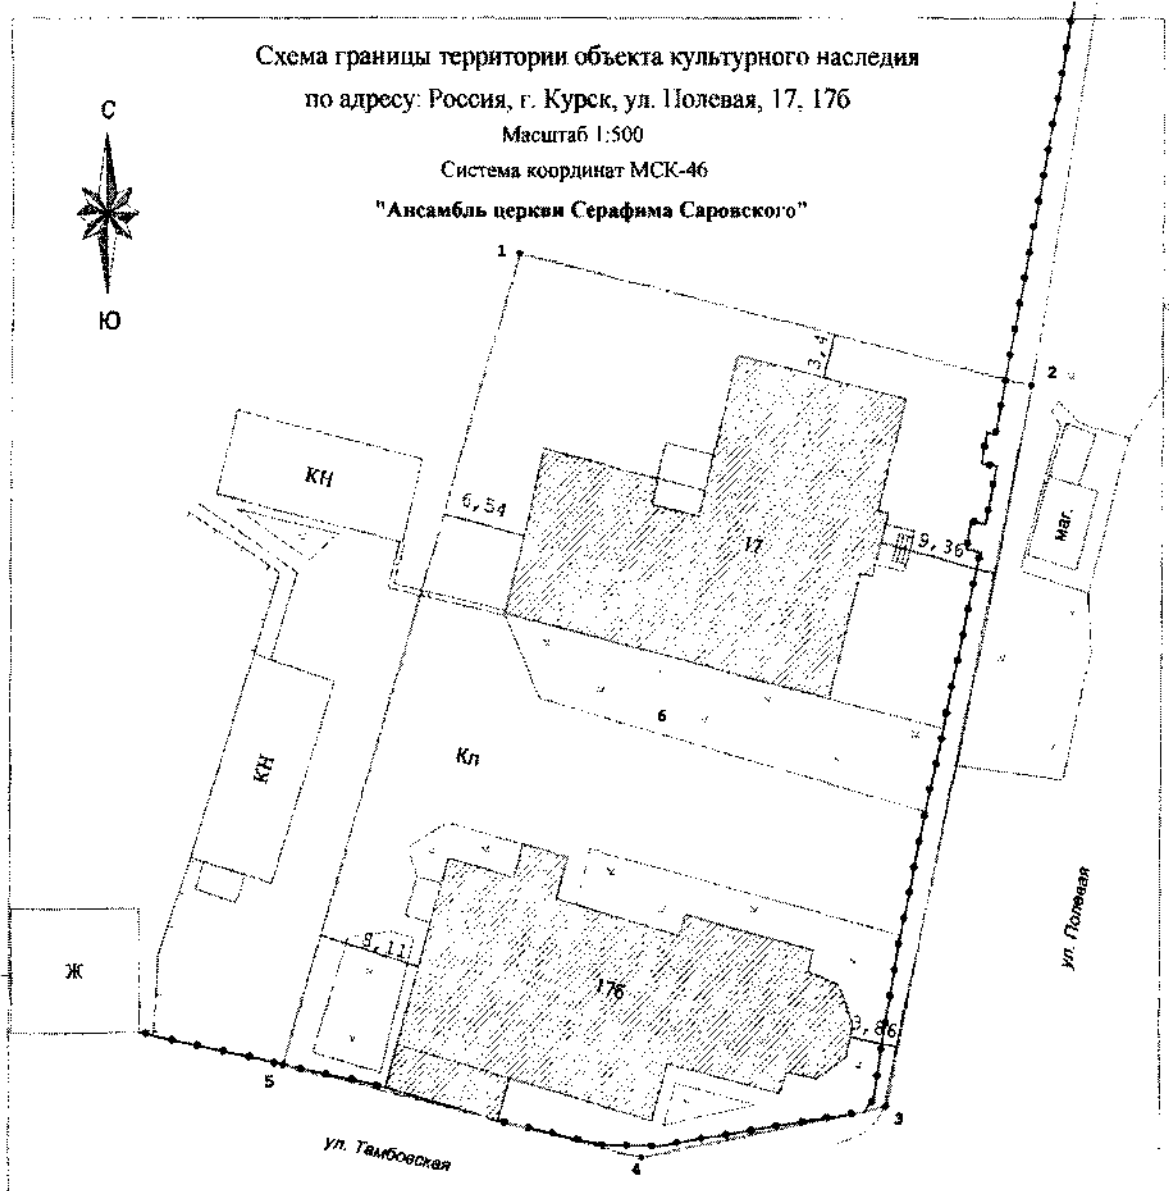 Схема границы территории объекта культурного наследия
по адресу: Россия, г. Курск, ул. Полевая, 17, 17б
Масштаб 1:500
Система координат МСК-46
"Ансамбль церкви Серафима Саровского"
С
Ю
1
3,4
2
КН
6,54
17
9,36
маг.
6
Кл
КН
ул. Полевая
8,11
17б
Ж
3,86
5
3
ул. Тамбовская
4